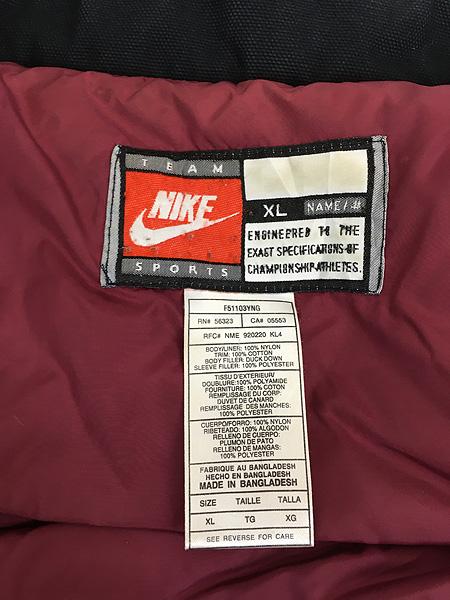 TEAM
NIKE
SPORTS
XL NAME/#
ENGINEERED TO THE
EXACT SPECIFICATIONS OF
CHAMPIONSHIP ATHLETES.
F51103YNG
RN# 56323 CA# 05553
RFC# NME 920220 KL4
BODY/LINER: 100% NYLON
TRIM: 100% COTTON
BODY FILLER: DUCK DOWN
SLEEVE FILLER: 100% POLYESTER
TISSU D'EXTERIEUR/
DOUBLURE:100% POLYAMIDE
FOURNITURE: 100% COTON
REMPLISSAGE DU CORP:
DUVET DE CANARD
REMPLISSAGE DES MANCHES:
100% POLYESTER
CUERPO/FORRO: 100% NYLON
RIBETEADO: 100% ALGODON
RELLENO DE CUERPO:
PLUMON DE PATO
RELLENO DE MANGA:
100% POLYESTER
FABRIQUE AU BANGLADESH
HECHO EN BANGLADESH
MADE IN BANGLADESH
SIZE TAILLE TALLA
XL TG XG
SEE REVERSE FOR CARE